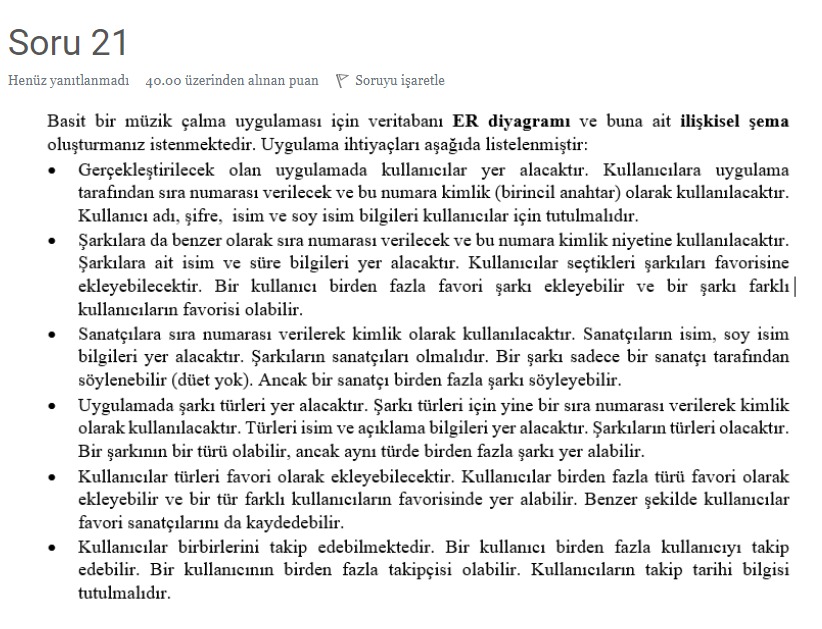 Soru 21
Henüz yanıtlanmadı 40.00 üzerinden alınan puan Soruyu işaretle
Basit bir müzik çalma uygulaması için veritabanı ER diyagramı ve buna ait ilişkisel şema
oluşturmanız istenmektedir. Uygulama ihtiyaçları aşağıda listelenmiştir:
• Gerçekleştirilecek olan uygulamada kullanıcılar yer alacaktır. Kullanıcılara uygulama
tarafından sıra numarası verilecek ve bu numara kimlik (birincil anahtar) olarak kullanılacaktır.
Kullanıcı adı, şifre, isim ve soy isim bilgileri kullanıcılar için tutulmalıdır.
• Şarkılara da benzer olarak sıra numarası verilecek ve bu numara kimlik niyetine kullanılacaktır.
Şarkılara ait isim ve süre bilgileri yer alacaktır. Kullanıcılar seçtikleri şarkıları favorisine
ekleyebilecektir. Bir kullanıcı birden fazla favori şarkı ekleyebilir ve bir şarkı farklı
kullanıcıların favorisi olabilir.
• Sanatçılara sıra numarası verilerek kimlik olarak kullanılacaktır. Sanatçıların isim, soy isim
bilgileri yer alacaktır. Şarkıların sanatçıları olmalıdır. Bir şarkı sadece bir sanatçı tarafından
söylenebilir (düet yok). Ancak bir sanatçı birden fazla şarkı söyleyebilir.
• Uygulamada şarkı türleri yer alacaktır. Şarkı türleri için yine bir sıra numarası verilerek kimlik
olarak kullanılacaktır. Türleri isim ve açıklama bilgileri yer alacaktır. Şarkıların türleri olacaktır.
Bir şarkının bir türü olabilir, ancak aynı türde birden fazla şarkı yer alabilir.
• Kullanıcılar türleri favori olarak ekleyebilecektir. Kullanıcılar birden fazla türü favori olarak
ekleyebilir ve bir tür farklı kullanıcıların favorisinde yer alabilir. Benzer şekilde kullanıcılar
favori sanatçılarını da kaydedebilir.
• Kullanıcılar birbirlerini takip edebilmektedir. Bir kullanıcı birden fazla kullanıcıyı takip
edebilir. Bir kullanıcının birden fazla takipçisi olabilir. Kullanıcıların takip tarihi bilgisi
tutulmalıdır.